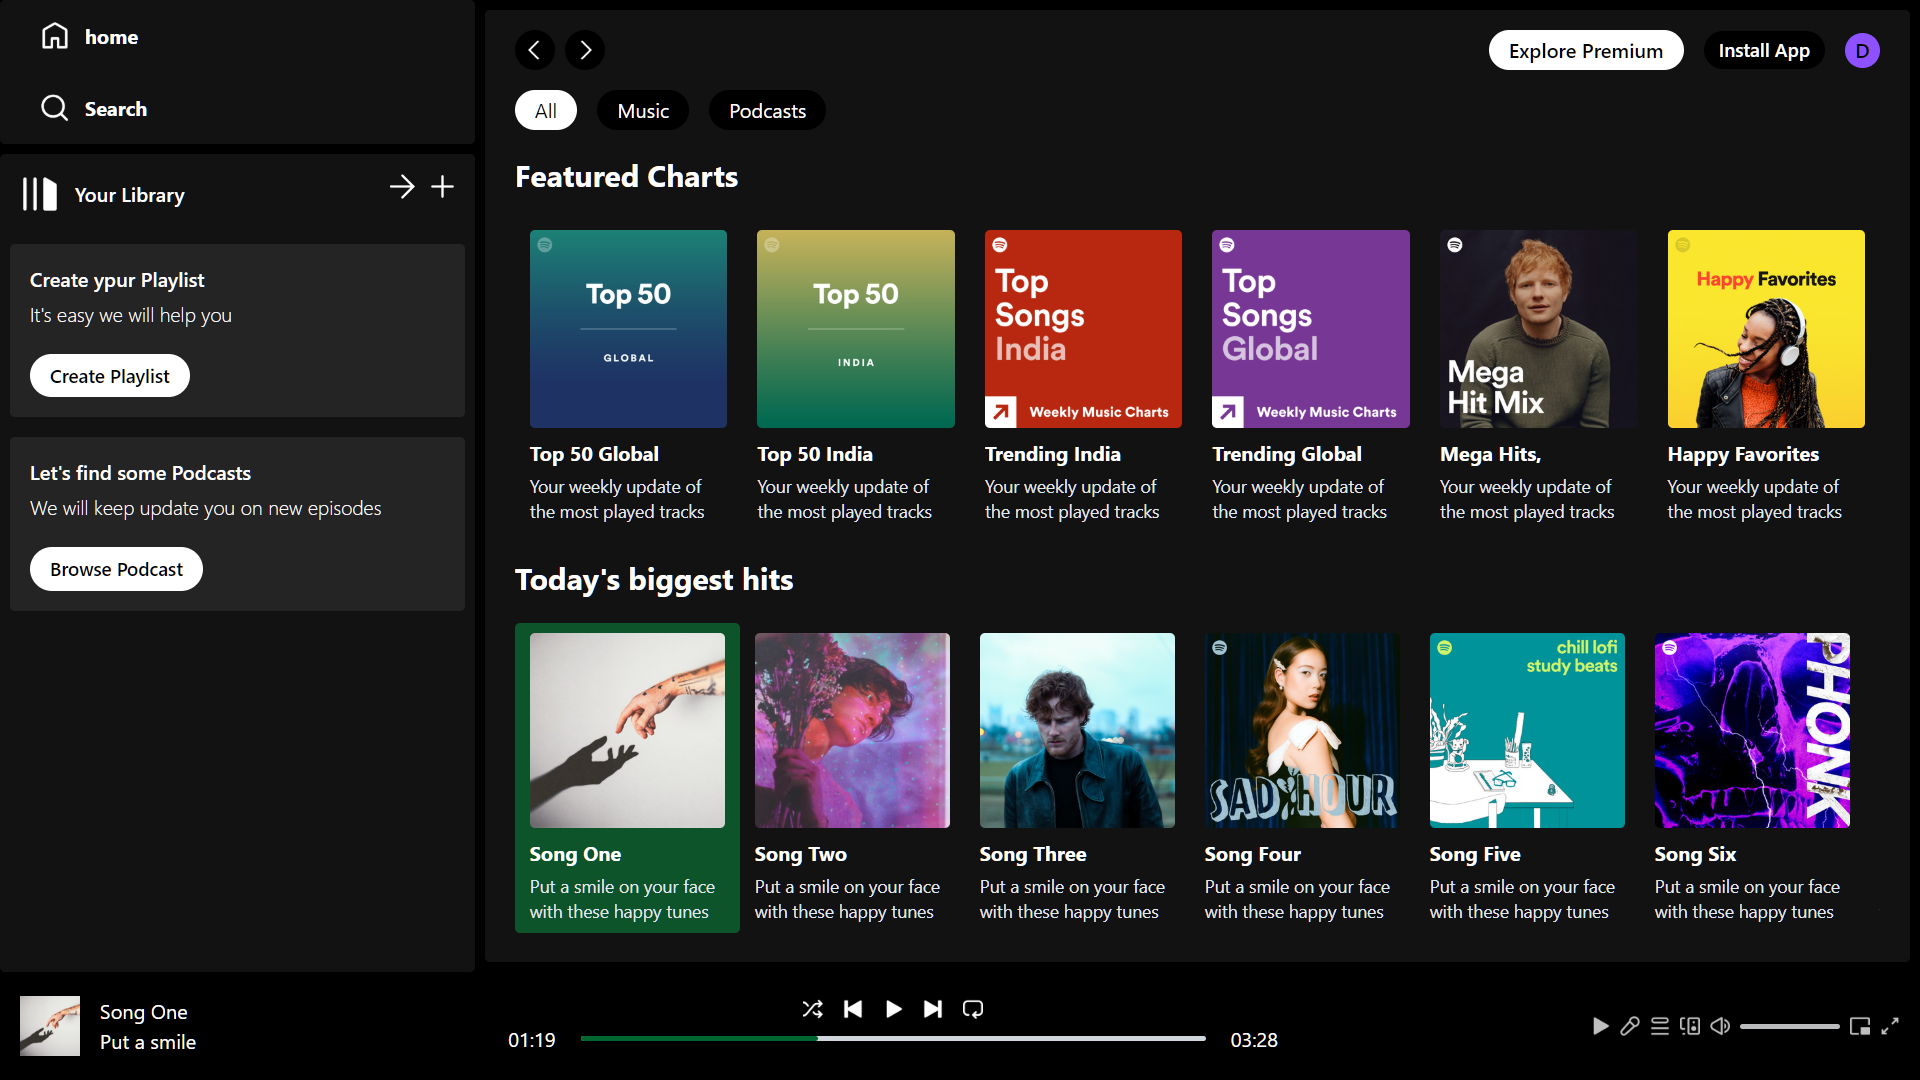 home
Search
Your Library
Create ypur Playlist
It's easy we will help you
Create Playlist
Let's find some Podcasts
We will keep update you on new episodes
Browse Podcast
Explore Premium
Install App
D
All
Music
Podcasts
Featured Charts
Top 50
GLOBAL
Top 50 Global
Your weekly update of
the most played tracks
Top 50
INDIA
Top 50 India
Your weekly update of
the most played tracks
Top
Songs
India
Weekly Music Charts
Trending India
Your weekly update of
the most played tracks
Top
Songs
Global
Weekly Music Charts
Trending Global
Your weekly update of
the most played tracks
Mega
Hit Mix
Mega Hits,
Your weekly update of
the most played tracks
Happy Favorites
Happy Favorites
Your weekly update of
the most played tracks
Today's biggest hits
Song One
Put a smile on your face
with these happy tunes
Song Two
Put a smile on your face
with these happy tunes
Song Three
Put a smile on your face
with these happy tunes
SAD HOUR
Song Four
Put a smile on your face
with these happy tunes
chill lofi
study beats
Song Five
Put a smile on your face
with these happy tunes
PHONK
Song Six
Put a smile on your face
with these happy tunes
Song One
Put a smile
01:19
03:28